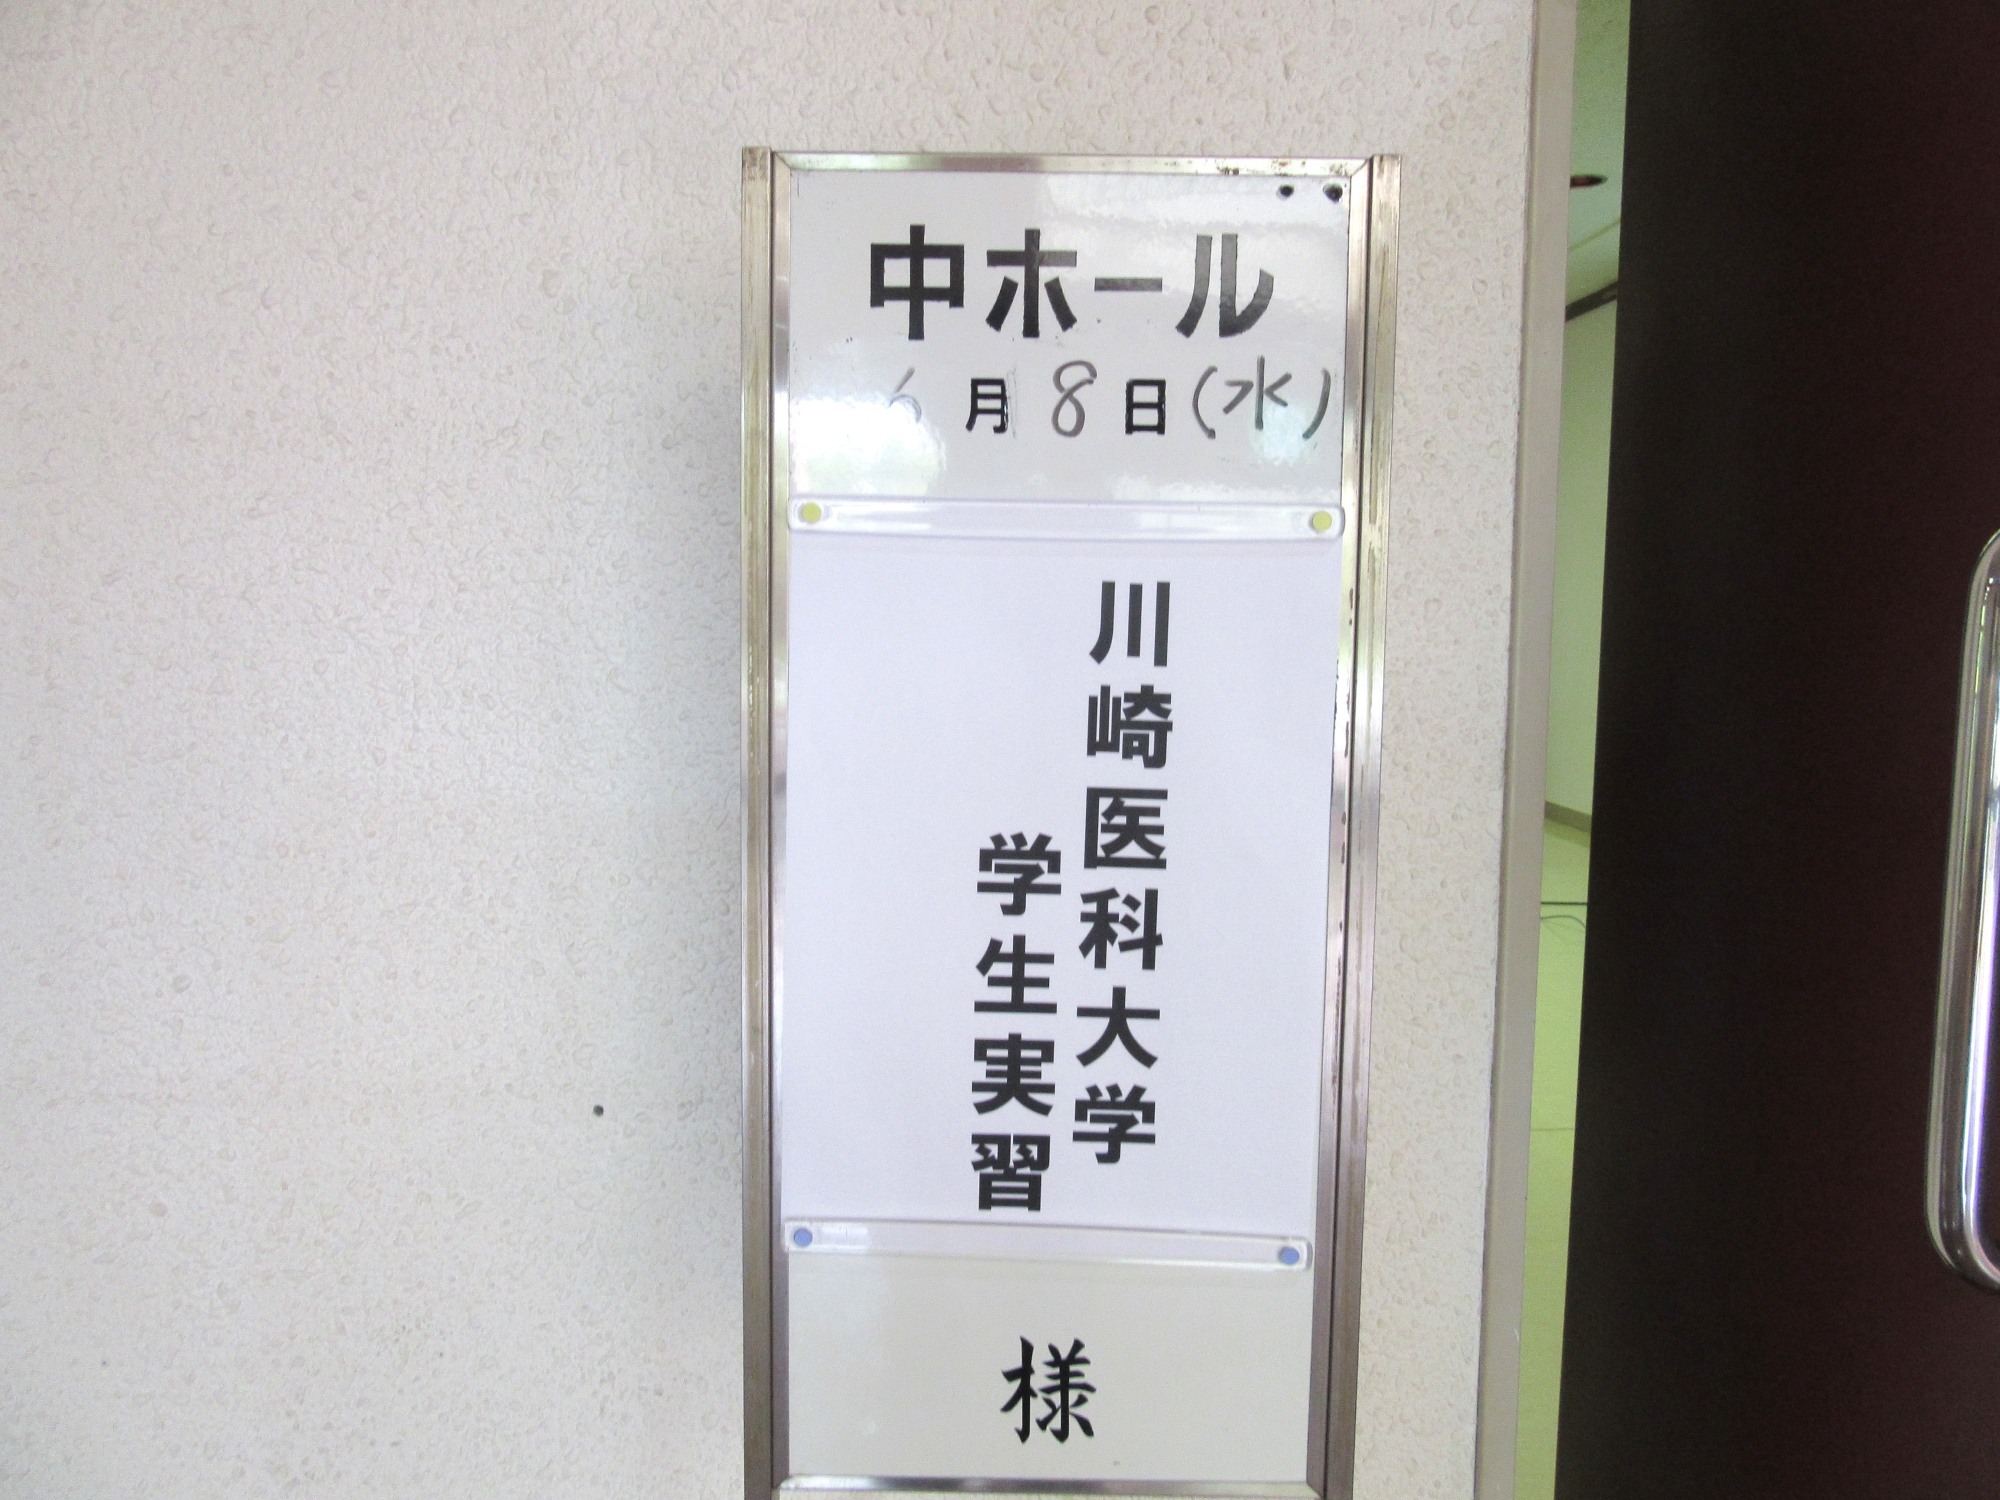 中ホール
6月8日(水)
川崎医科大学
学生実習
様